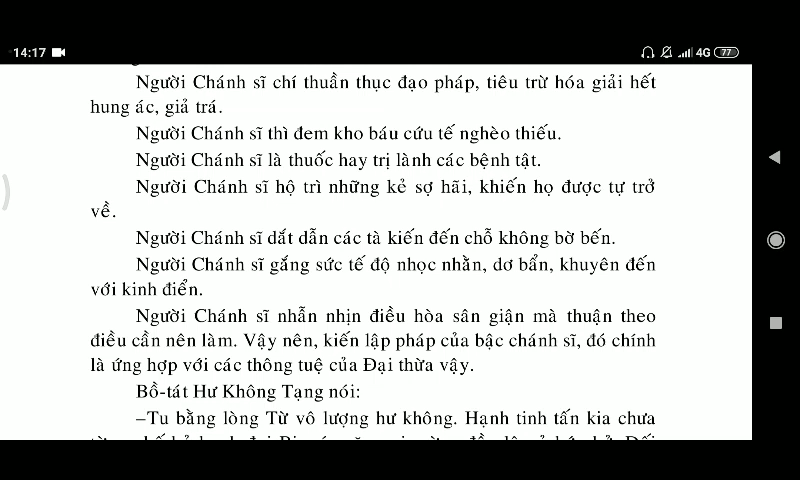 14:17 4G 77
Người Chánh sĩ chí thuần thục đạo pháp, tiêu trừ hóa giải hết
hung ác, giả trá.
Người Chánh sĩ thì đem kho báu cứu tế nghèo thiếu.
Người Chánh sĩ là thuốc hay trị lành các bệnh tật.
Người Chánh sĩ hộ trì những kẻ sợ hãi, khiến họ được tự trở
về.
Người Chánh sĩ dắt dẫn các tà kiến đến chỗ không bờ bến.
Người Chánh sĩ gắng sức tế độ nhọc nhằn, dơ bẩn, khuyên đến
với kinh điển.
Người Chánh sĩ nhẫn nhịn điều hòa sân giận mà thuận theo
điều cần nên làm. Vậy nên, kiến lập pháp của bậc chánh sĩ, đó chính
là ứng hợp với các thông tuệ của Đại thừa vậy.
Bồ-tát Hư Không Tạng nói:
–Tu bằng lòng Từ vô lượng hư không. Hạnh tinh tấn kia chưa